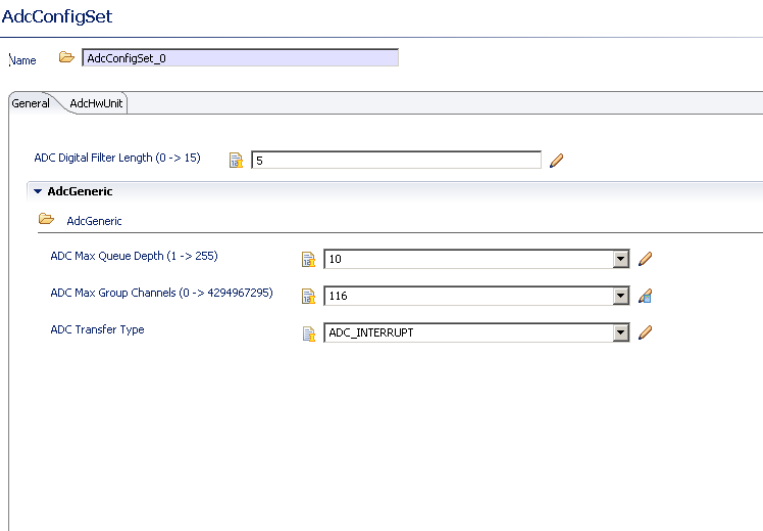 AdcConfigSet
Name AdcConfigSet_0
General AdcHwUnit
ADC Digital Filter Length (0 -> 15) 5
AdcGeneric
AdcGeneric
ADC Max Queue Depth (1 -> 255) 10
ADC Max Group Channels (0 -> 4294967295) 116
ADC Transfer Type ADC_INTERRUPT